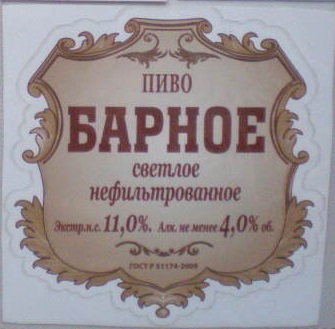 ПИВО
БАРНОЕ
светлое
нефильтрованное
Экстр.н.с. 11,0%. Алк. не менее 4,0% об.
ГОСТ Р 51174-2009